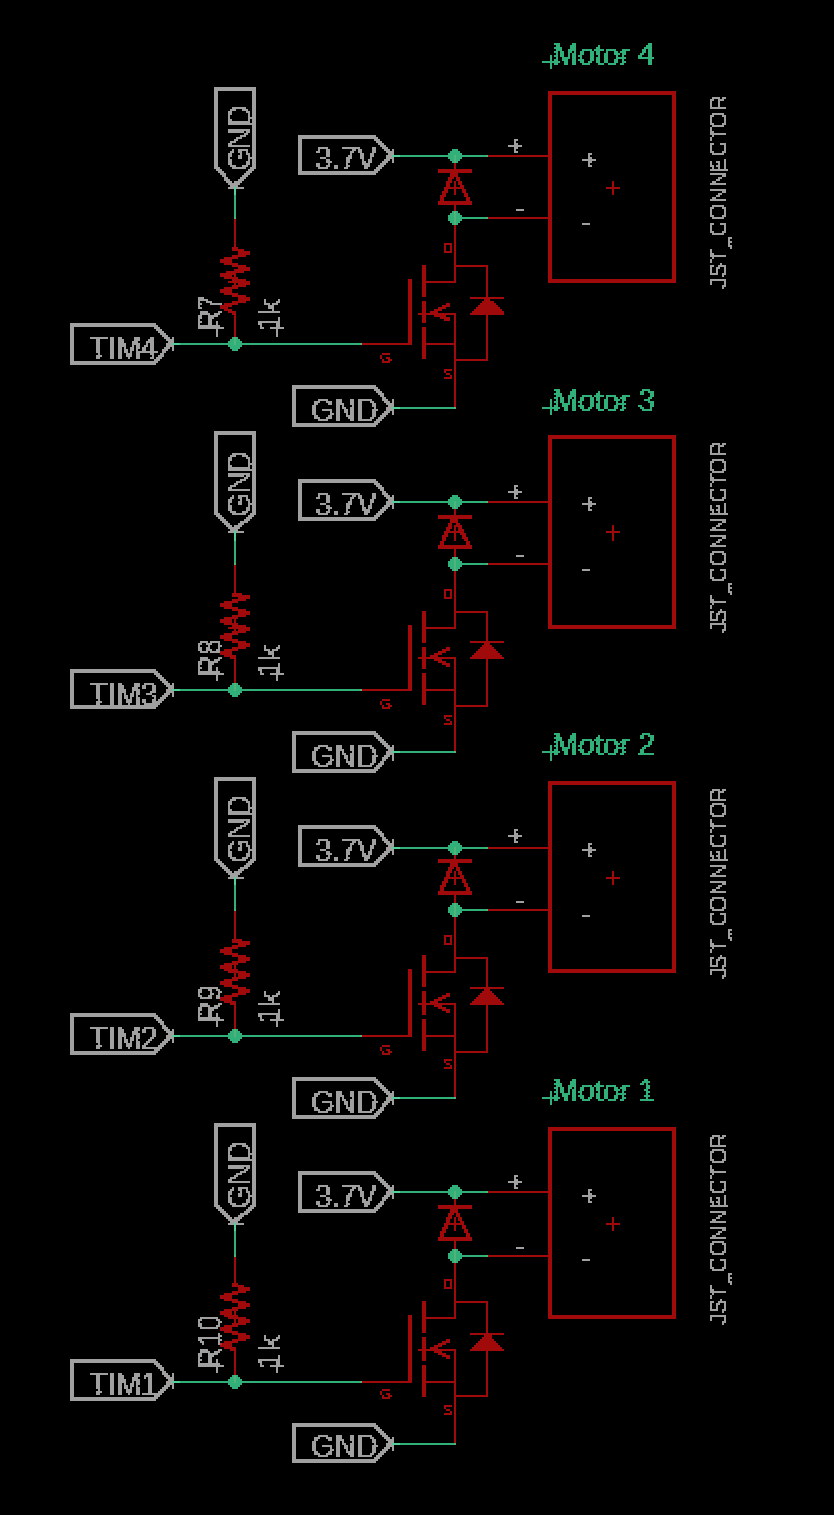 Motor 4
GND
3.7V
+
+
-
-
JST_CONNECTOR
D
R7
1k
TIM4
G
S
GND
Motor 3
GND
3.7V
+
+
-
-
JST_CONNECTOR
D
R8
1k
TIM3
G
S
GND
Motor 2
GND
3.7V
+
+
-
-
JST_CONNECTOR
D
R9
1k
TIM2
G
S
GND
Motor 1
GND
3.7V
+
+
-
-
JST_CONNECTOR
D
R10
1k
TIM1
G
S
GND